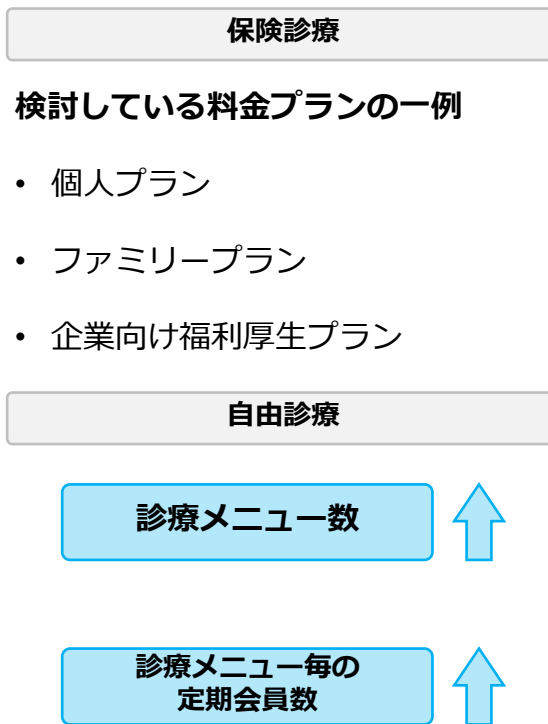 保険診療
検討している料金プランの一例
• 個人プラン
• ファミリープラン
• 企業向け福利厚生プラン
自由診療
診療メニュー数
診療メニュー毎の
定期会員数